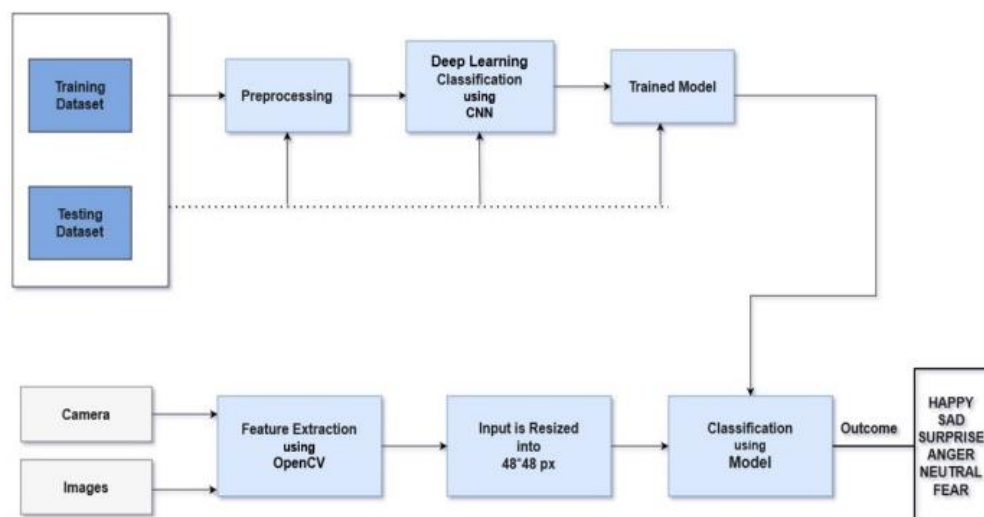 Training
Dataset
Preprocessing
Deep Learning
Classification
using
CNN
Trained Model
Testing
Dataset
Camera
Images
Feature Extraction
using
OpenCV
Input is Resized
into
48*48 px
Classification
using
Model
Outcome
HAPPY
SAD
SURPRISE
ANGER
NEUTRAL
FEAR